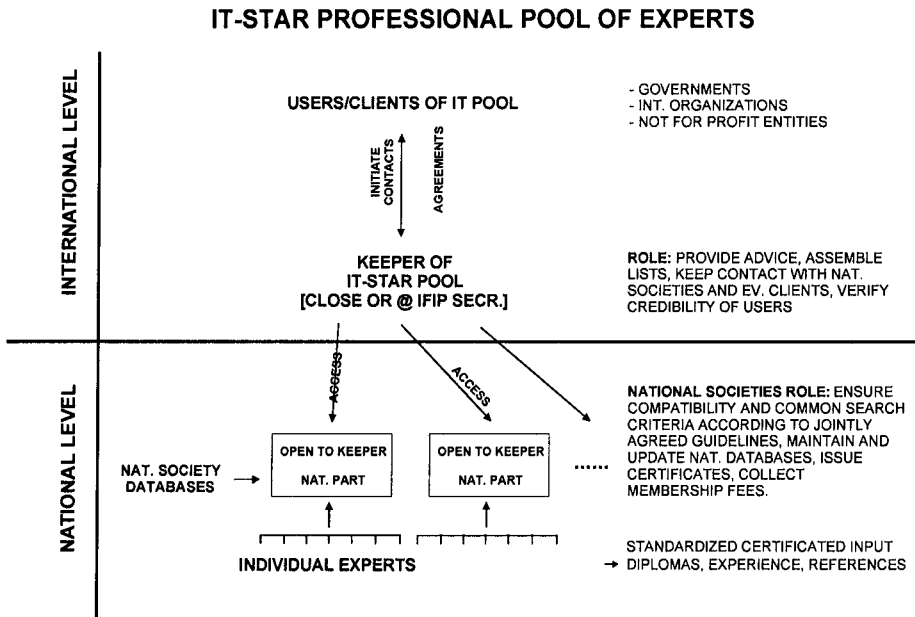 IT-STAR PROFESSIONAL POOL OF EXPERTS
INTERNATIONAL LEVEL
USERS/CLIENTS OF IT POOL
- GOVERNMENTS
- INT. ORGANIZATIONS
- NOT FOR PROFIT ENTITIES
INITIATE
CONTACTS
AGREEMENTS
KEEPER OF
IT-STAR POOL
[CLOSE OR @ IFIP SECR.]
ROLE: PROVIDE ADVICE, ASSEMBLE
LISTS, KEEP CONTACT WITH NAT.
SOCIETIES AND EV. CLIENTS, VERIFY
CREDIBILITY OF USERS
NATIONAL LEVEL
ACCESS
ACCESS
NATIONAL SOCIETIES ROLE: ENSURE
COMPATIBILITY AND COMMON SEARCH
CRITERIA ACCORDING TO JOINTLY
AGREED GUIDELINES, MAINTAIN AND
UPDATE NAT. DATABASES, ISSUE
CERTIFICATES, COLLECT
MEMBERSHIP FEES.
NAT. SOCIETY
DATABASES
OPEN TO KEEPER
NAT. PART
OPEN TO KEEPER
NAT. PART
......
INDIVIDUAL EXPERTS
STANDARDIZED CERTIFICATED INPUT
DIPLOMAS, EXPERIENCE, REFERENCES